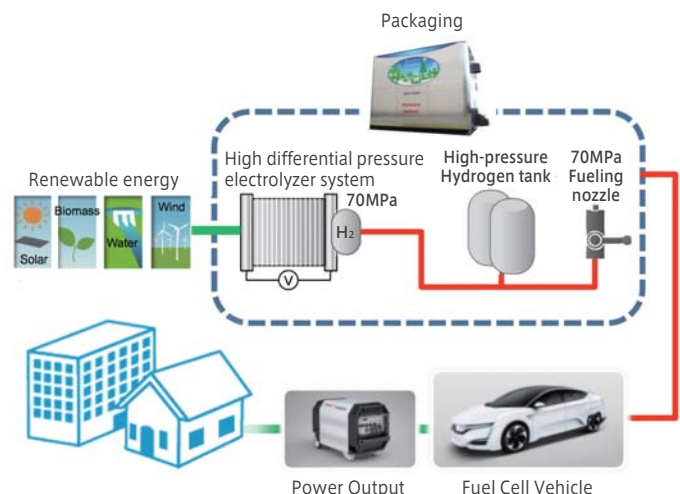 Packaging
High differential pressure
electrolyzer system
High-pressure
Hydrogen tank
70MPa
Fueling
nozzle
Renewable energy
70MPa
Solar
Biomass
Water
Wind
H₂
V
Power Output
Fuel Cell Vehicle